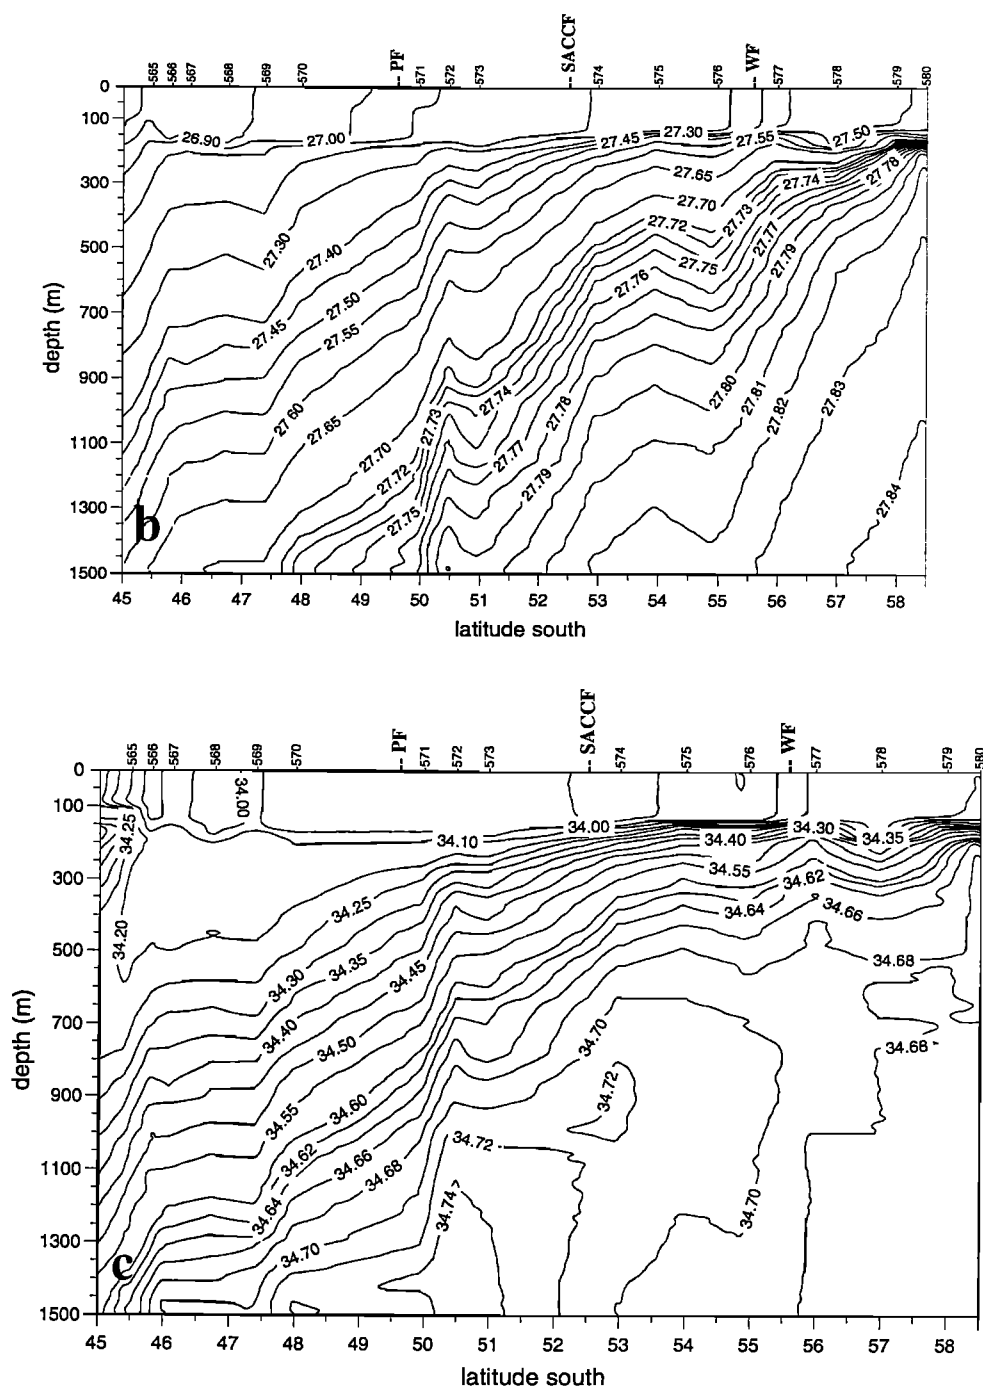 PF SACCF WF
565 566 567 568 569 570 571 572 573 574 575 576 577 578 579 580
0
100
26.90 27.00 27.45 27.30 27.55 27.50
27.65 27.74 27.78
300
27.70
27.30 27.40 27.72 27.73
500
27.77 27.79
27.75
27.76
27.50
700
27.45 27.55
depth (m)
900
27.74 27.80 27.81 27.82 27.83
27.60 27.65 27.73 27.78
1100
27.70 27.77
27.72 27.79
27.84
1300
27.75
b
1500
45 46 47 48 49 50 51 52 53 54 55 56 57 58
latitude south
PF SACCF WF
565 566 567 568 569 570 571 572 573 574 575 576 577 578 579 580
0
34.00
100
34.25 34.00 34.30
34.10 34.40 34.35
34.55
300
34.62
34.25 34.64 34.66
34.20
500
34.35 34.45 34.68
34.30
700
34.40 34.50 34.70
34.68
depth (m)
900
34.55 34.60 34.72
34.62 34.72
1100
34.66 34.68
34.64 34.74 34.70
1300
34.70
c
1500
45 46 47 48 49 50 51 52 53 54 55 56 57 58
latitude south